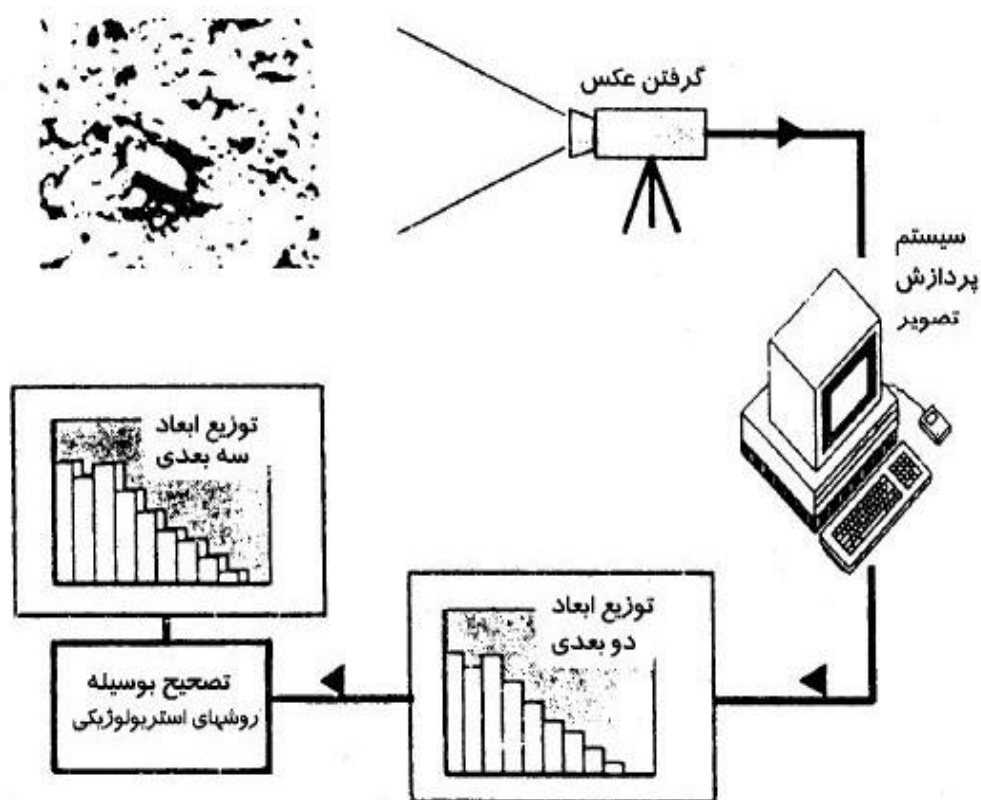 گرفتن عکس
سیستم
پردازش
تصویر
توزیع ابعاد
دو بعدی
تصحیح بوسیله
روشهای استریولوژیکی
توزیع ابعاد
سه بعدی